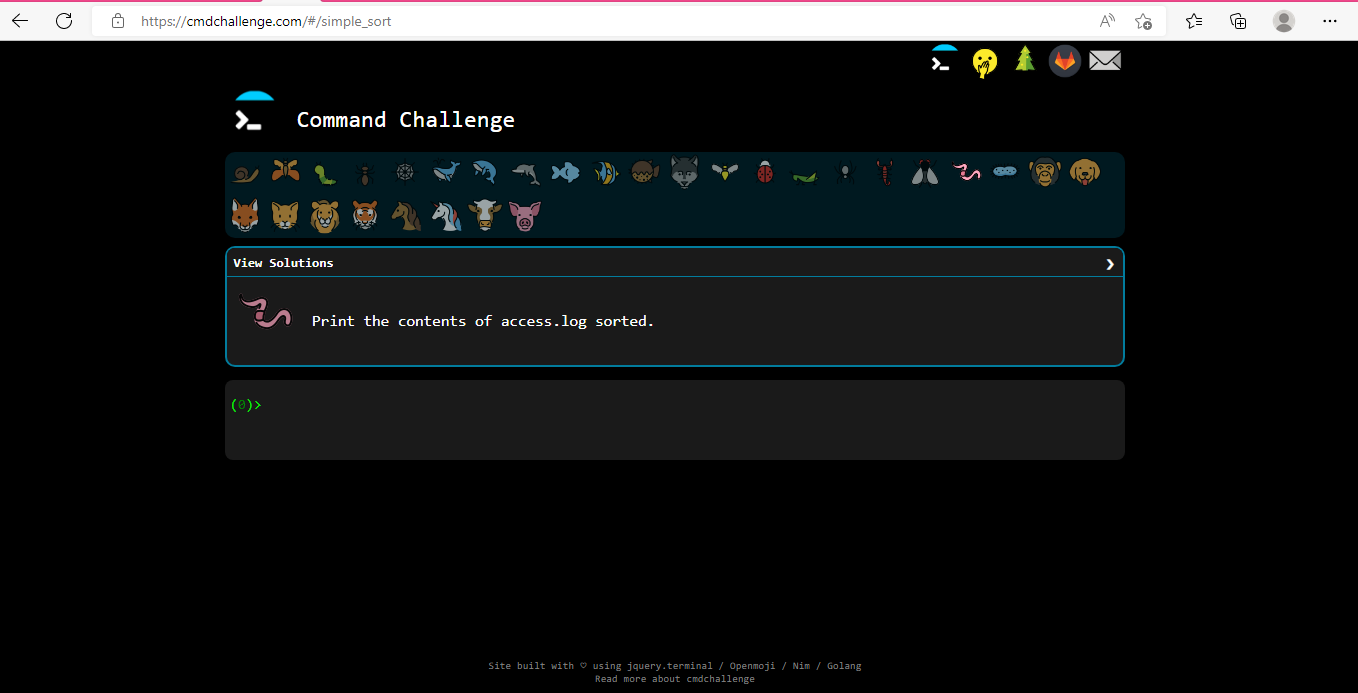 https://cmdchallenge.com/#/simple_sort
Command Challenge
View Solutions
Print the contents of access.log sorted.
(0)>
Site built with ♡ using jquery.terminal / Openmoji / Nim / Golang
Read more about cmdchallenge